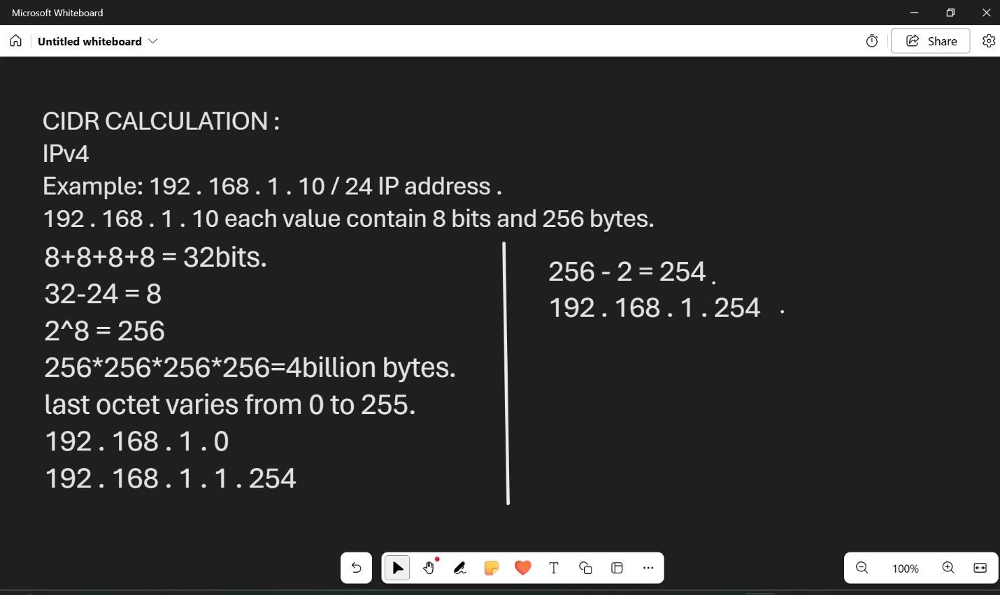 Microsoft Whiteboard
Untitled whiteboard
Share
CIDR CALCULATION :
IPv4
Example: 192 . 168 . 1 . 10 / 24 IP address .
192 . 168 . 1 . 10 each value contain 8 bits and 256 bytes.
8+8+8+8 = 32bits.
32-24 = 8
2^8 = 256
256*256*256*256=4billion bytes.
last octet varies from 0 to 255.
192 . 168 . 1 . 0
192 . 168 . 1 . 1 . 254
256 - 2 = 254 .
192 . 168 . 1 . 254 .
100%